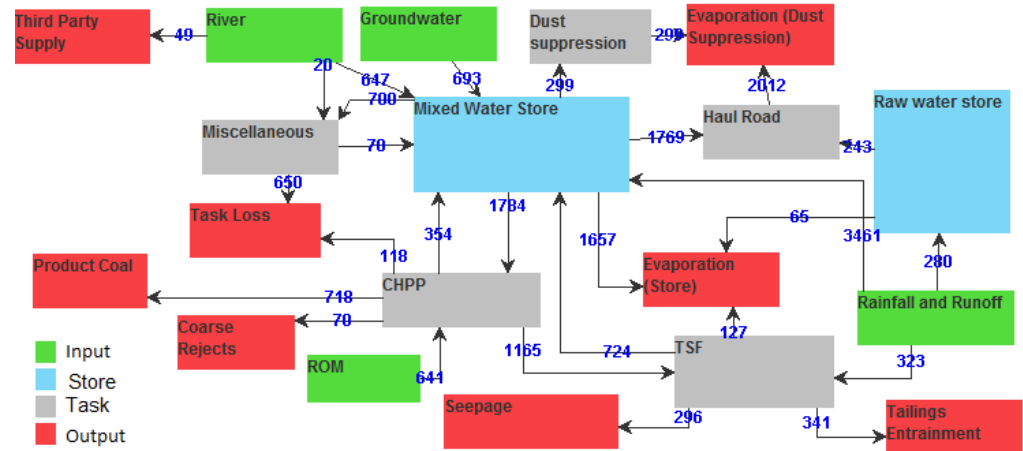 Third Party
Supply
49
River
Groundwater
Dust
suppression
299
Evaporation (Dust
Suppression)
20
647
693
299
2012
Raw water store
700
Mixed Water Store
Haul Road
Miscellaneous
70
1769
243
650
Task Loss
354
1784
1657
65
3461
280
118
Product Coal
CHPP
Evaporation
(Store)
Rainfall and Runoff
718
70
Coarse
Rejects
127
1165
724
TSF
323
ROM
641
Input
Store
Task
Output
Seepage
296
341
Tailings
Entrainment